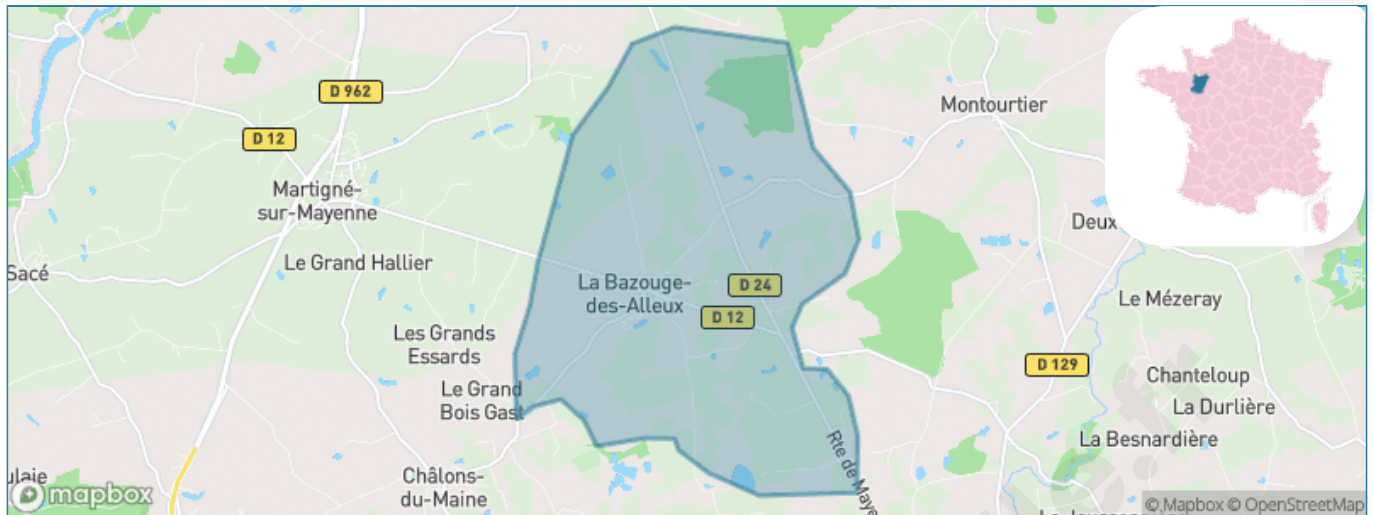 D 962
Montourtier
D 12
Martigné-
sur-Mayenne
Deux
Sacé
Le Grand Hallier
La Bazouge-
des-Alleux
D 24
Le Mézeray
D 12
Les Grands
Essards
D 129
Chanteloup
Le Grand
Bois Gast
La Durlière
La Besnardière
Rte de Maye
Châlons-
du-Maine
ulaie
mapbox
© Mapbox © OpenStreetMap